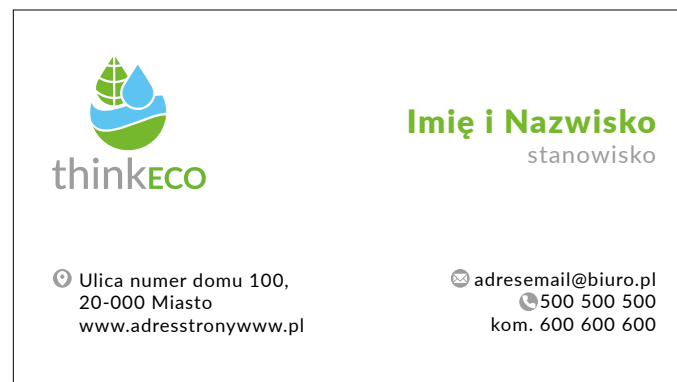 thinkECO
Imię i Nazwisko
stanowisko
Ulica numer domu 100,
20-000 Miasto
www.adresstronywww.pl
adresemail@biuro.pl
500 500 500
kom. 600 600 600